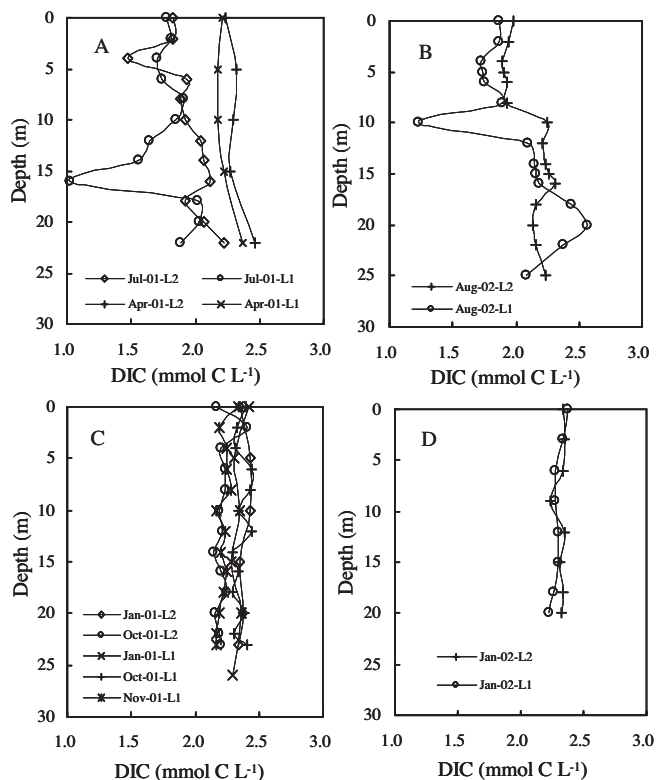 A
Depth (m)
0
5
10
15
20
25
30
Jul-01-L2 Jul-01-L1
Apr-01-L2 Apr-01-L1
1.0 1.5 2.0 2.5 3.0
DIC (mmol C L-1)
B
Depth (m)
0
5
10
15
20
25
30
Aug-02-L2
Aug-02-L1
1.0 1.5 2.0 2.5 3.0
DIC (mmol C L-1)
C
Depth (m)
0
5
10
15
20
25
30
Jan-01-L2
Oct-01-L2
Jan-01-L1
Oct-01-L1
Nov-01-L1
1.0 1.5 2.0 2.5 3.0
DIC (mmol C L-1)
D
Depth (m)
0
5
10
15
20
25
30
Jan-02-L2
Jan-02-L1
1.0 1.5 2.0 2.5 3.0
DIC (mmol C L-1)